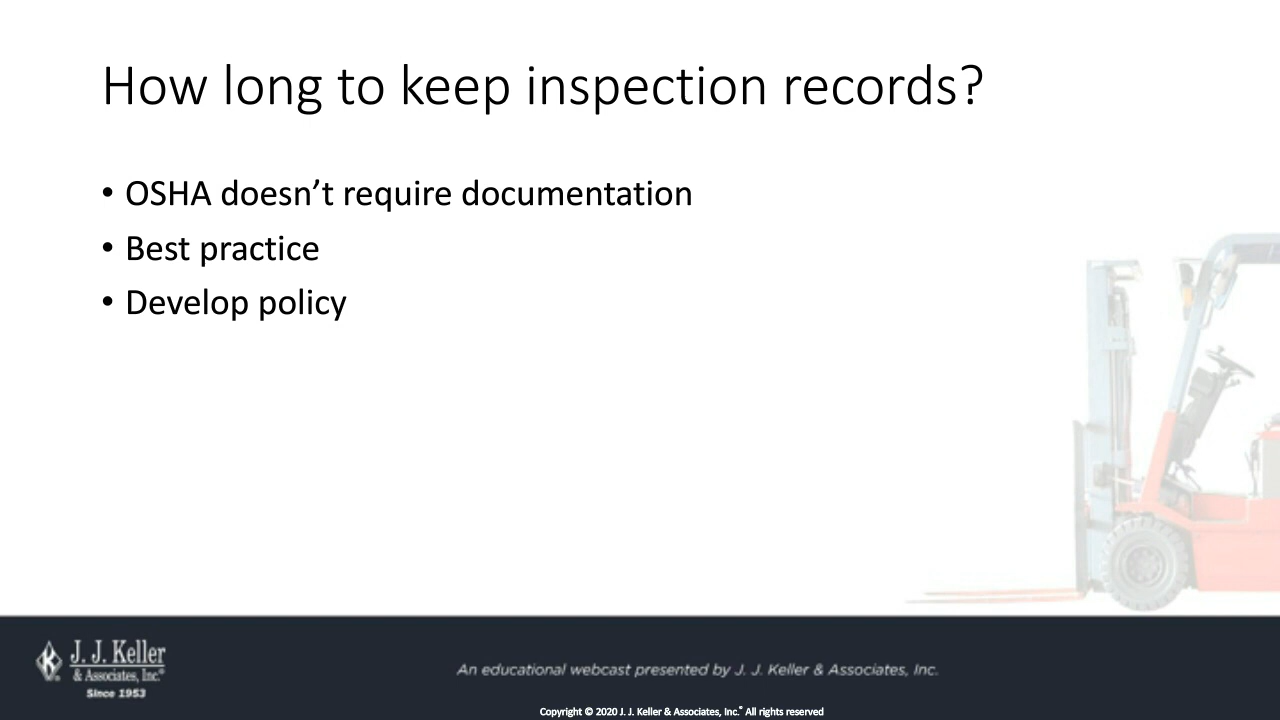 How long to keep inspection records?
• OSHA doesn’t require documentation
• Best practice
• Develop policy
J. J. Keller
& Associates, Inc.®
Since 1953
An educational webcast presented by J. J. Keller & Associates, Inc.
Copyright © 2020 J. J. Keller & Associates, Inc.® All rights reserved